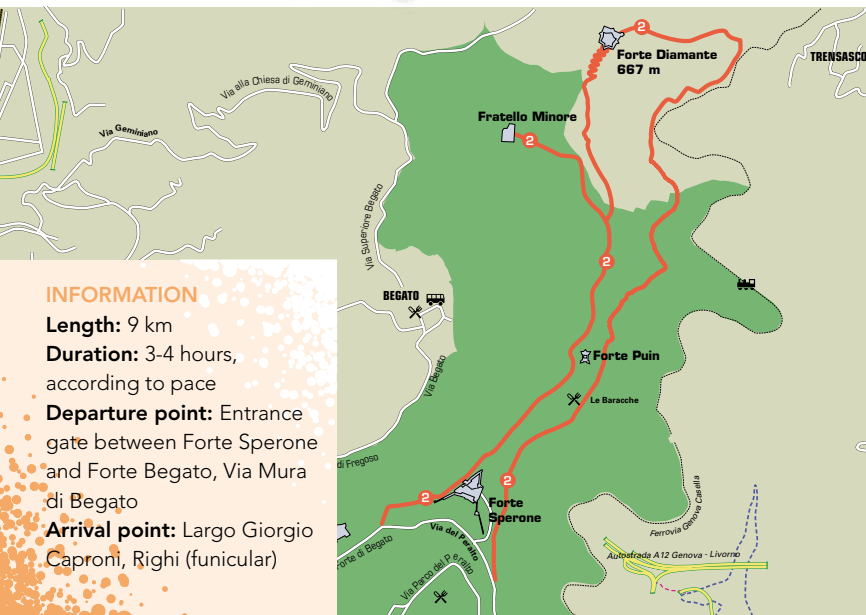 2
Forte Diamante
667 m
TRENSASCO
Via alla Chiesa di Geminiano
Via Geminiano
Fratello Minore
2
Via Superiore Begato
2
BEGATO
INFORMATION
Length: 9 km
Duration: 3-4 hours,
according to pace
Departure point: Entrance
gate between Forte Sperone
and Forte Begato, Via Mura
di Begato
Arrival point: Largo Giorgio
Caproni, Righi (funicular)
Forte Puin
Via Begato
Le Baracche
di Fregoso
2
2
Forte
Sperone
Ferrovia Genova Casella
Via del Peralto
Forte di Begato
Autostrada A12 Genova - Livorno
Via Parco del Peralto